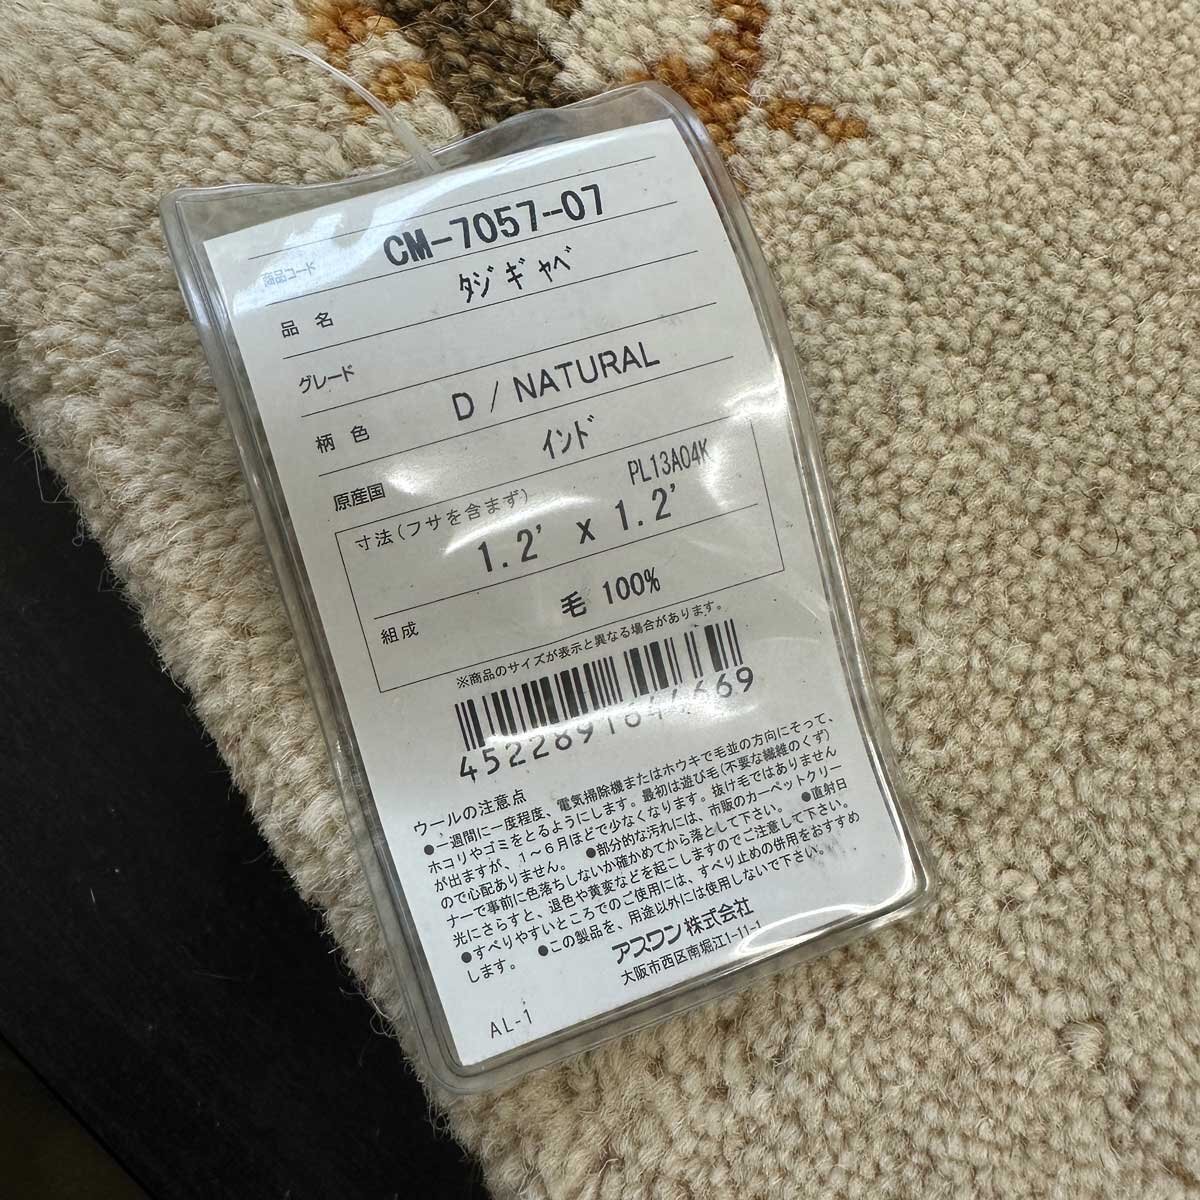 商品コード CM-7057-07
品 名 タジ ギャベ
グレード
柄 色 D / NATURAL
原産国 インド
寸法(フサを含まず) PL13A04K
1.2' x 1.2'
組成 毛 100%
※商品のサイズが表示と異なる場合があります。
4522891644669
ウールの注意点
●一週間に一度程度、電気掃除機またはホウキで毛並の方向にそって、
ホコリやゴミをとるようにします。最初は遊び毛(不要な繊維のくず)
が出ますが、1～6月ほどで少なくなります。抜け毛ではありません
ので心配ありません。 ●部分的な汚れには、市販のカーペットクリー
ナーで事前に色落ちしないか確かめてから落として下さい。 ●直射日
光にさらすと、退色や黄変などを起こしますのでご注意して下さい。
●すべりやすいところでのご使用には、すべり止めの併用をおすすめ
します。 ●この製品を、用途以外には使用しないで下さい。
アスワン株式会社
大阪市西区南堀江1-11-1
AL-1